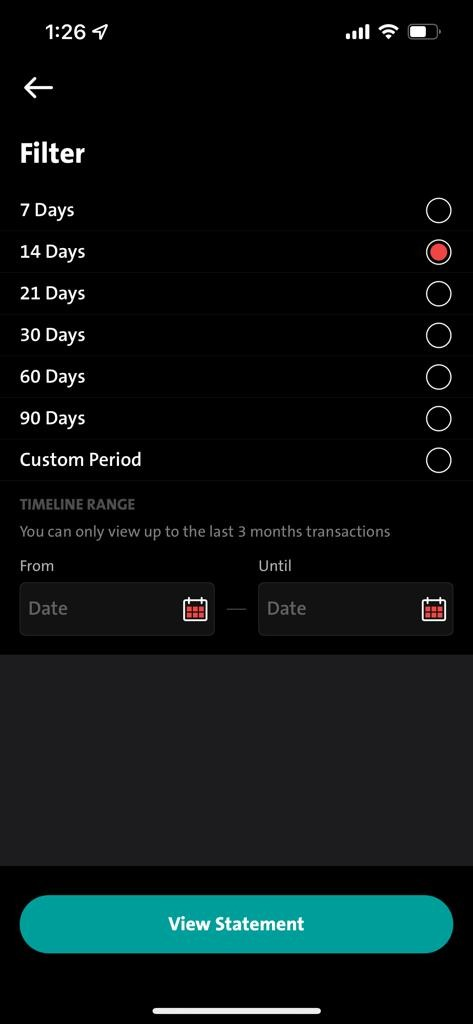 1:26
Filter
7 Days
14 Days
21 Days
30 Days
60 Days
90 Days
Custom Period
TIMELINE RANGE
You can only view up to the last 3 months transactions
From Until
Date — Date
View Statement